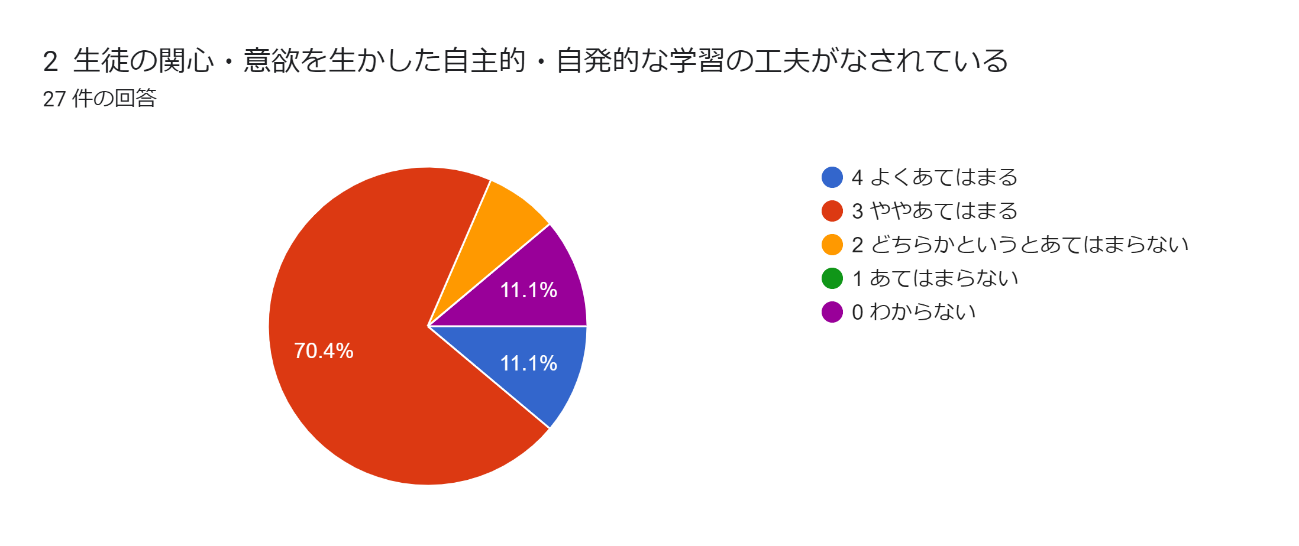 2 生徒の関心・意欲を生かした自主的・自発的な学習の工夫がなされている
27 件の回答
4 よくあてはまる
3 ややあてはまる
2 どちらかというとあてはまらない
1 あてはまらない
0 わからない
11.1%
70.4%
11.1%